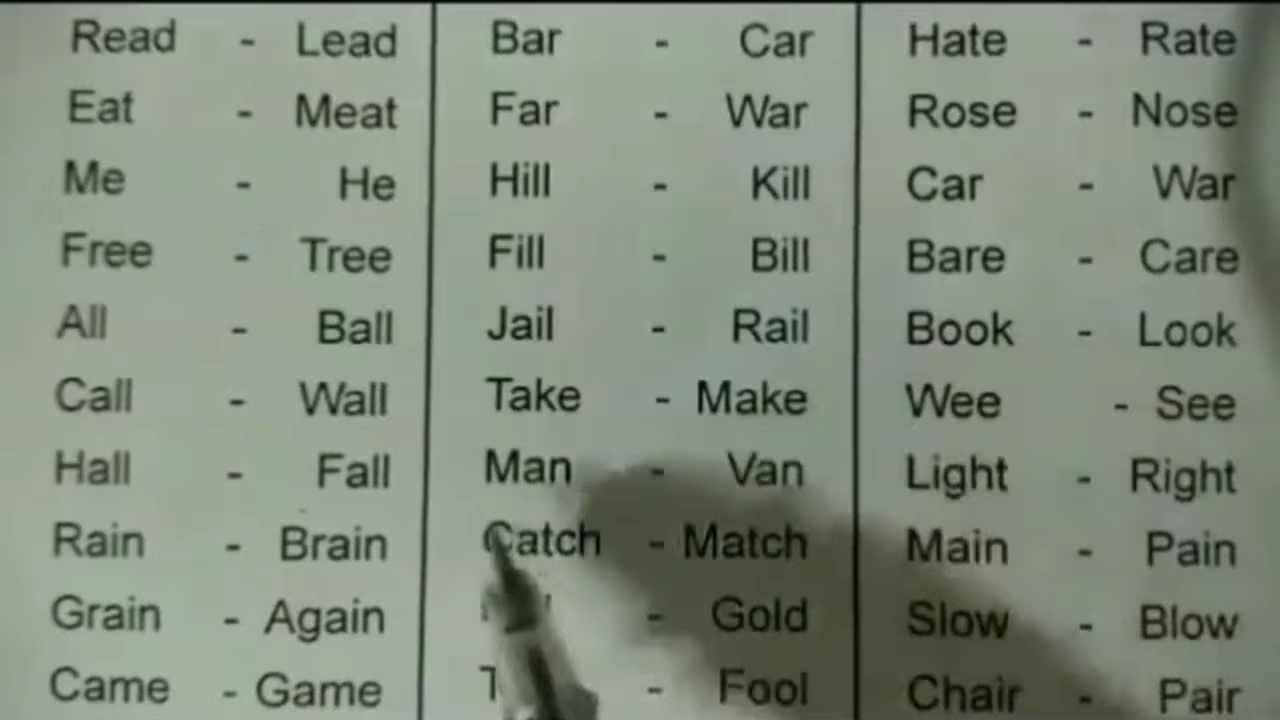 Read - Lead Bar - Car Hate - Rate
Eat - Meat Far - War Rose - Nose
Me - He Hill - Kill Car - War
Free - Tree Fill - Bill Bare - Care
All - Ball Jail - Rail Book - Look
Call - Wall Take - Make Wee - See
Hall - Fall Man - Van Light - Right
Rain - Brain Catch - Match Main - Pain
Grain - Again - Gold Slow - Blow
Came - Game - Fool Chair - Pair